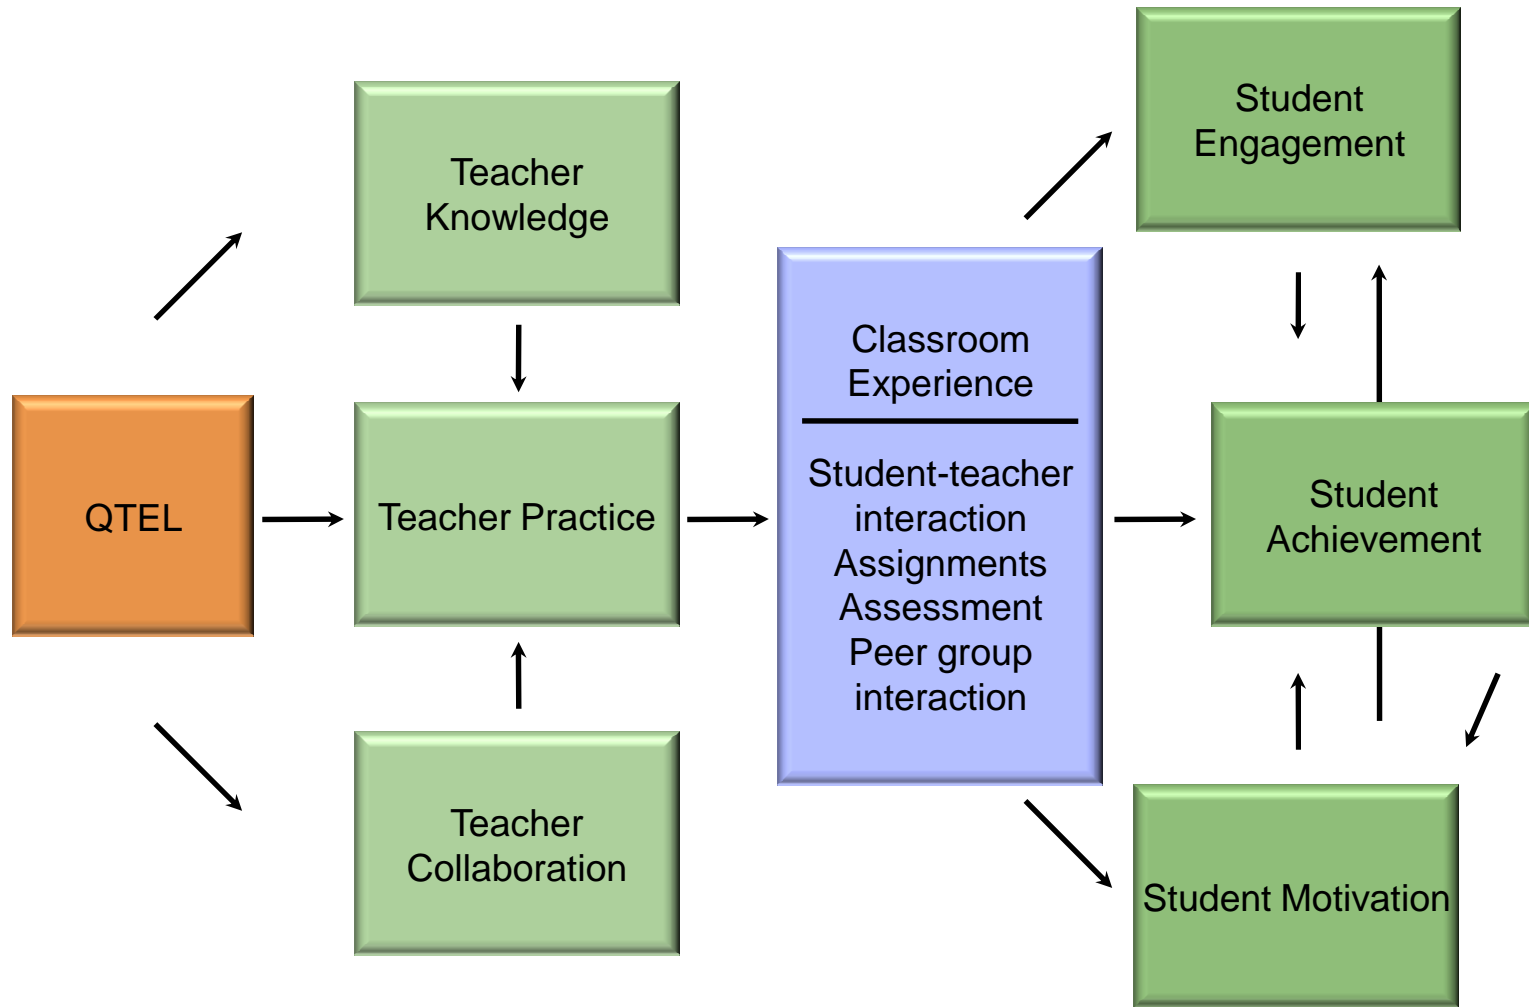 QTEL
Teacher
Knowledge
Teacher Practice
Teacher
Collaboration
Classroom
Experience
Student-teacher
interaction
Assignments
Assessment
Peer group
interaction
Student
Engagement
Student
Achievement
Student Motivation